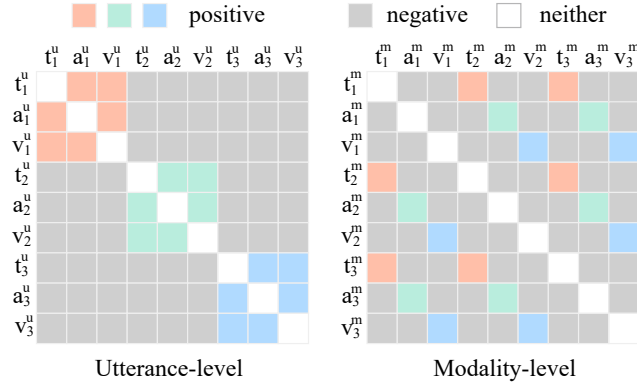 positive negative neither
t₁ᵘ a₁ᵘ v₁ᵘ t₂ᵘ a₂ᵘ v₂ᵘ t₃ᵘ a₃ᵘ v₃ᵘ
t₁ᵘ
a₁ᵘ
v₁ᵘ
t₂ᵘ
a₂ᵘ
v₂ᵘ
t₃ᵘ
a₃ᵘ
v₃ᵘ
Utterance-level
t₁ᵐ a₁ᵐ v₁ᵐ t₂ᵐ a₂ᵐ v₂ᵐ t₃ᵐ a₃ᵐ v₃ᵐ
t₁ᵐ
a₁ᵐ
v₁ᵐ
t₂ᵐ
a₂ᵐ
v₂ᵐ
t₃ᵐ
a₃ᵐ
v₃ᵐ
Modality-level